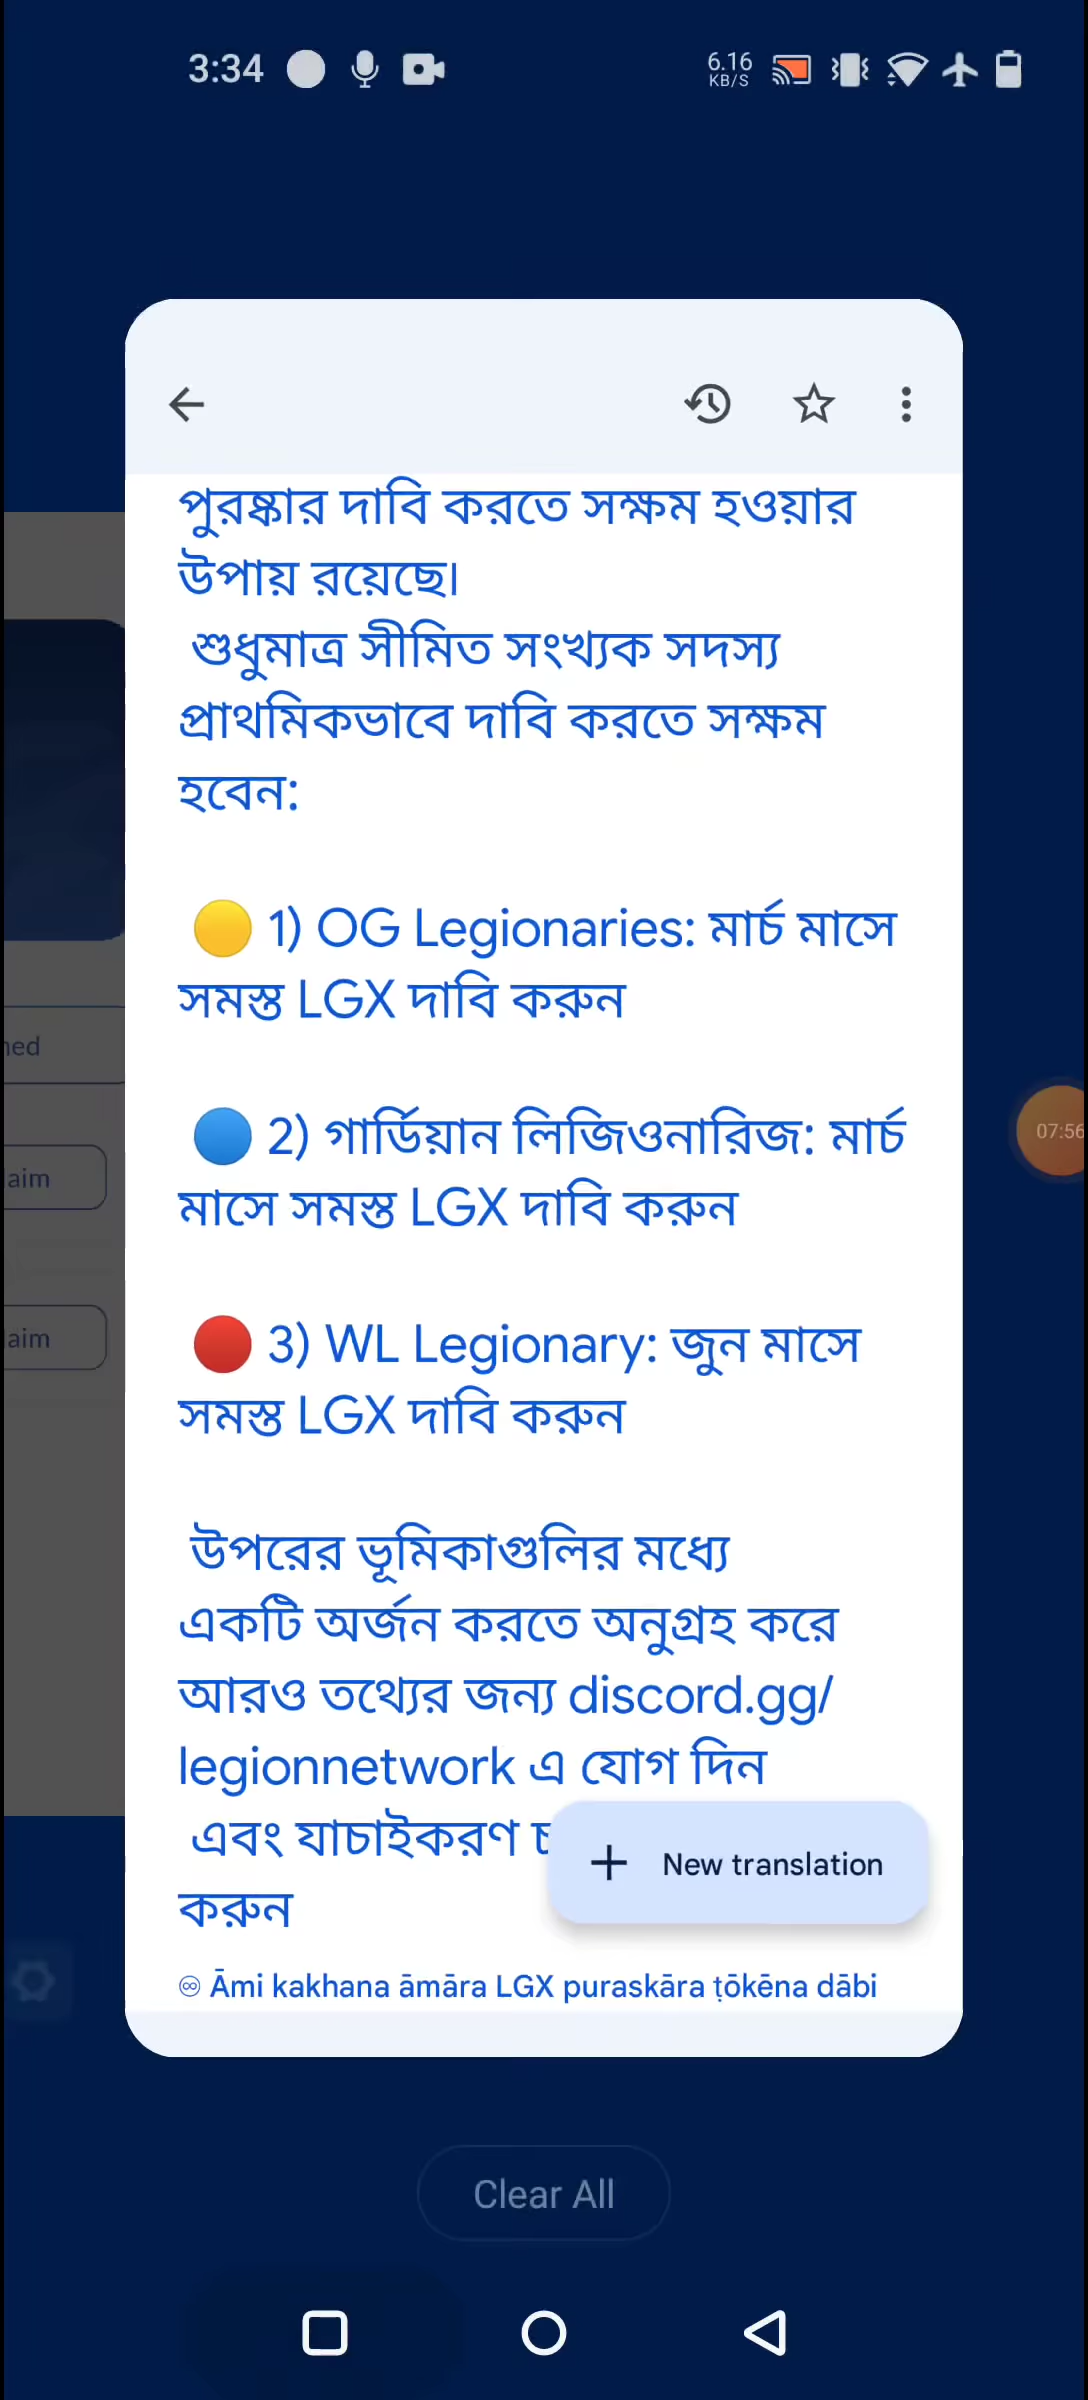 3:34
6.16
KB/S
পুরষ্কার দাবি করতে সক্ষম হওয়ার
উপায় রয়েছে।
শুধুমাত্র সীমিত সংখ্যক সদস্য
প্রাথমিকভাবে দাবি করতে সক্ষম
হবেন:
1) OG Legionaries: মার্চ মাসে
সমস্ত LGX দাবি করুন
2) গার্ডিয়ান লিজিওনারিজ: মার্চ
মাসে সমস্ত LGX দাবি করুন
3) WL Legionary: জুন মাসে
সমস্ত LGX দাবি করুন
উপরের ভূমিকাগুলির মধ্যে
একটি অর্জন করতে অনুগ্রহ করে
আরও তথ্যের জন্য discord.gg/
legionnetwork এ যোগ দিন
এবং যাচাইকরণ
করুন
New translation
Āmi kakhana āmāra LGX puraskāra ṭōkēna dābi
aim
aim
07:56
Clear All